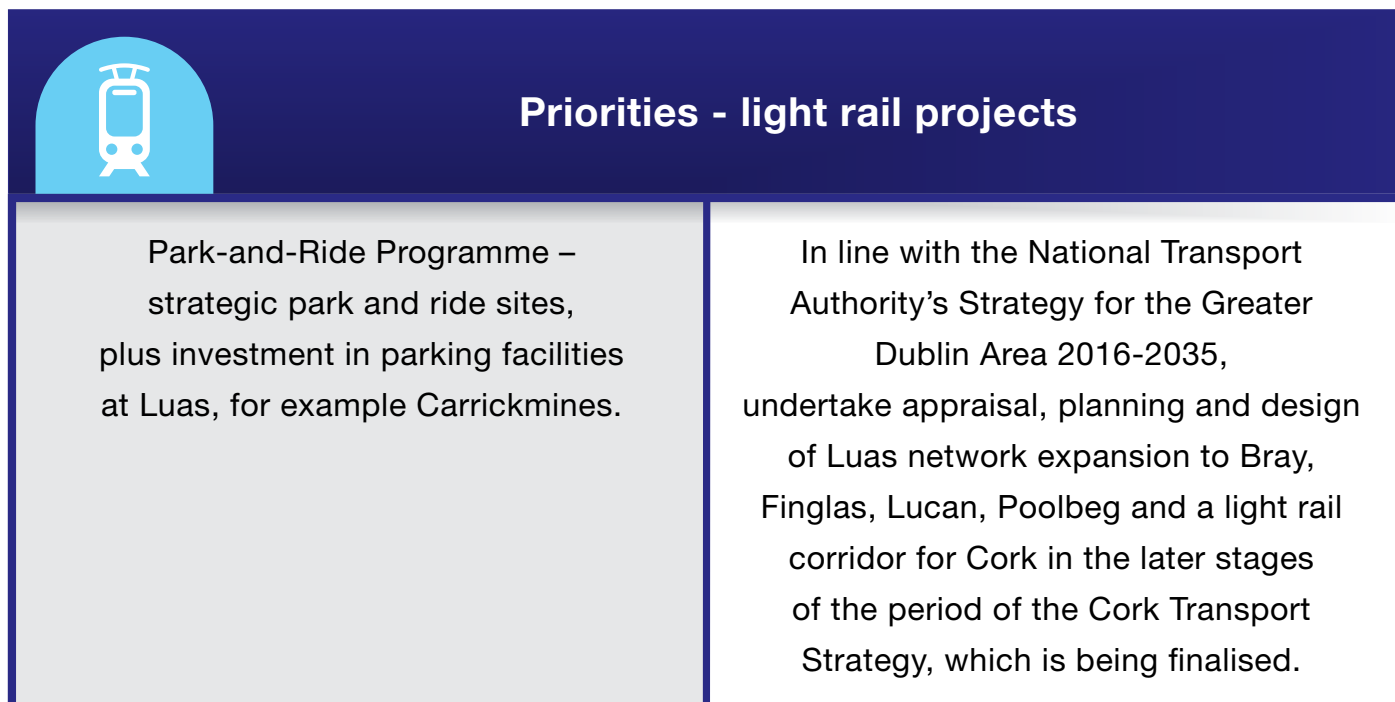 Priorities - light rail projects
Park-and-Ride Programme –
strategic park and ride sites,
plus investment in parking facilities
at Luas, for example Carrickmines.
In line with the National Transport
Authority’s Strategy for the Greater
Dublin Area 2016-2035,
undertake appraisal, planning and design
of Luas network expansion to Bray,
Finglas, Lucan, Poolbeg and a light rail
corridor for Cork in the later stages
of the period of the Cork Transport
Strategy, which is being finalised.